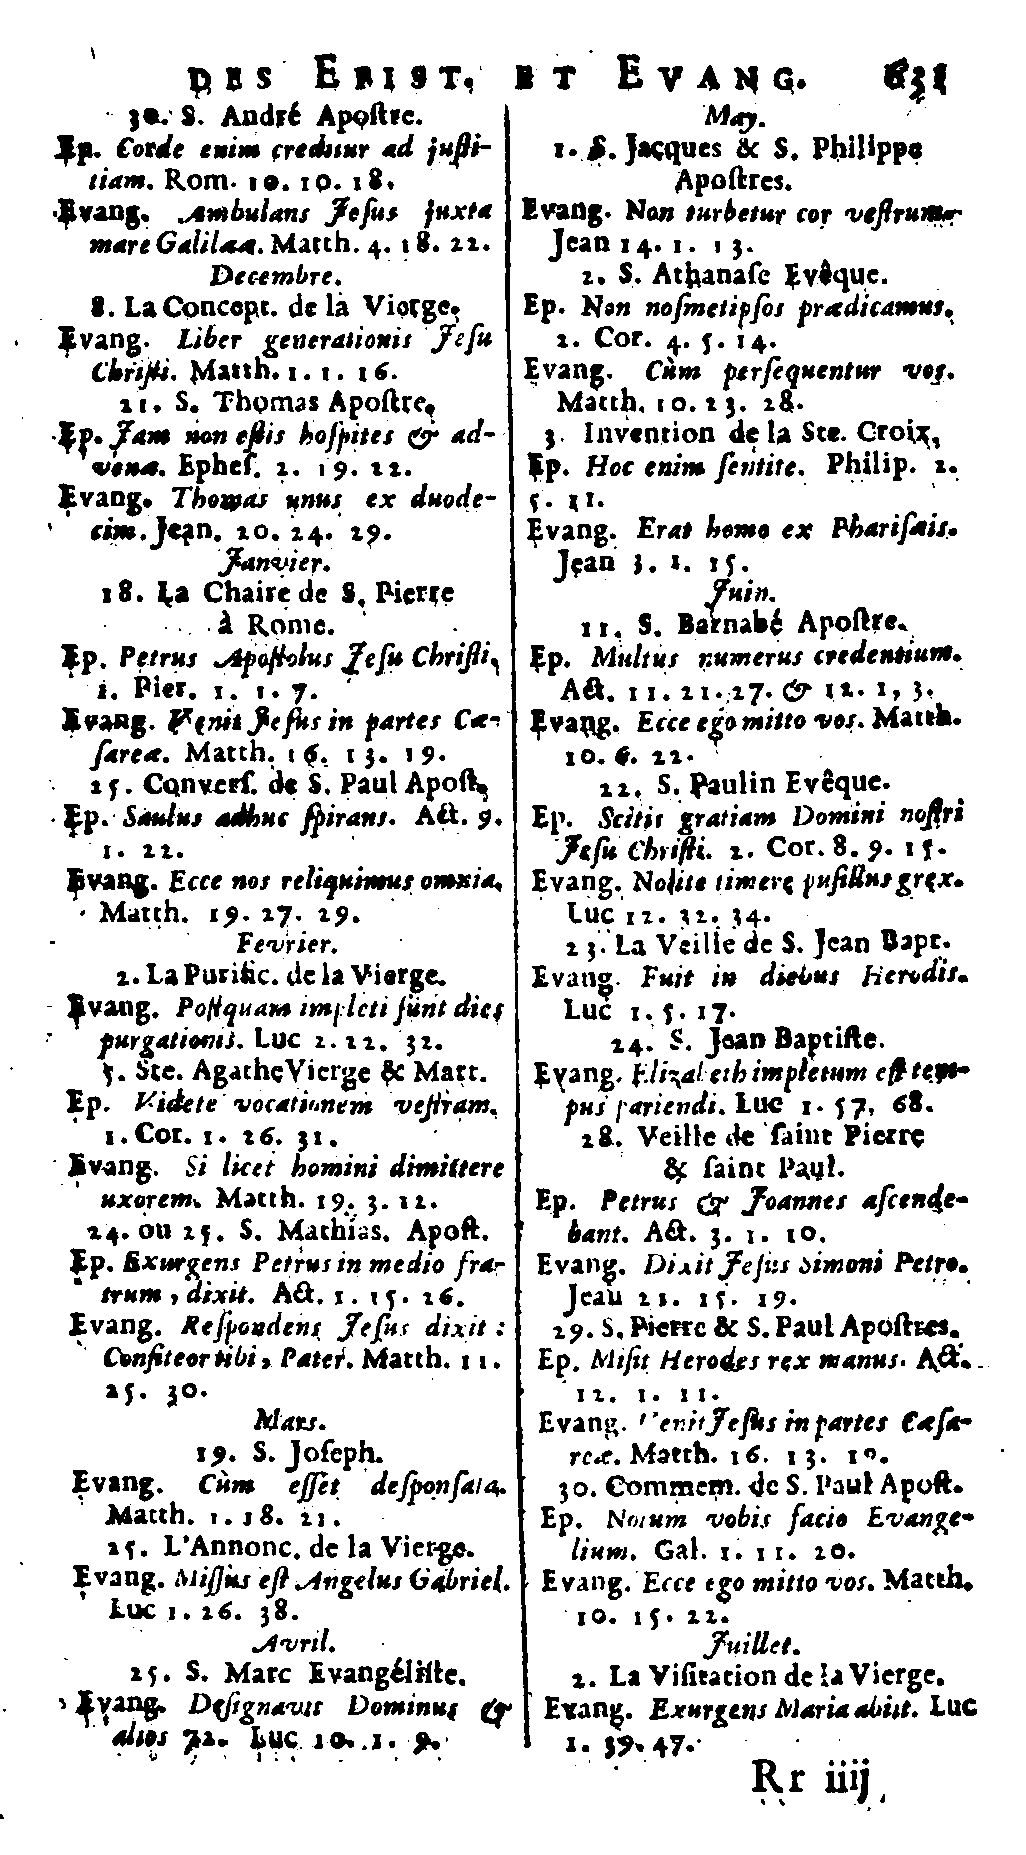 DES EPIST. ET EVANG. 631
30. S. André Apoſtre.
Ep. Corde enim creditur ad juſti-
tiam. Rom. 10. 10. 18.
Evang. Ambulans Jeſus juxta
mare Galilææ. Matth. 4. 18. 22.
Decembre.
8. La Concept. de la Vierge.
Evang. Liber generationis Jeſu
Chriſti. Matth. 1. 1. 16.
21. S. Thomas Apoſtre.
Ep. Jam non eſtis hoſpites & ad-
venæ. Epheſ. 2. 19. 22.
Evang. Thomas unus ex duode-
cim. Jean. 20. 24. 29.
Janvier.
18. La Chaire de S. Pierre
à Rome.
Ep. Petrus Apoſtolus Jeſu Chriſti,
1. Pier. 1. 1. 7.
Evang. Venit Jeſus in partes Cæ-
ſareæ. Matth. 16. 13. 19.
25. Converſ. de S. Paul Apoſt.
Ep. Saulus adhuc ſpirans. Act. 9.
1. 22.
Evang. Ecce nos reliquimus omnia.
Matth. 19. 27. 29.
Fevrier.
2. La Purific. de la Vierge.
Evang. Poſtquam impleti ſunt dies
purgationis. Luc 2. 22. 32.
5. Ste. Agathe Vierge & Mart.
Ep. Videte vocationem veſtram.
1. Cor. 1. 26. 31.
Evang. Si licet homini dimittere
uxorem. Matth. 19. 3. 12.
24. ou 25. S. Mathias. Apoſt.
Ep. Exurgens Petrus in medio fra-
trum, dixit. Act. 1. 15. 26.
Evang. Reſpondens Jeſus dixit :
Confiteor tibi, Pater. Matth. 11.
25. 30.
Mars.
19. S. Joſeph.
Evang. Cùm eſſet deſponſata.
Matth. 1. 18. 21.
25. L'Annonc. de la Vierge.
Evang. Miſſus eſt Angelus Gabriel.
Luc 1. 26. 38.
Avril.
25. S. Marc Evangéliſte.
Evang. Deſignavit Dominus &
alios 72. Luc 10. 1. 9.
May.
1. S. Jacques & S. Philippe
Apoſtres.
Evang. Non turbetur cor veſtrum.
Jean 14. 1. 13.
2. S. Athanaſe Evêque.
Ep. Non noſmetipſos prædicamus.
2. Cor. 4. 5. 14.
Evang. Cùm perſequentur vos.
Matth. 10. 23. 28.
3. Invention de la Ste. Croix.
Ep. Hoc enim ſentite. Philip. 2.
5. 11.
Evang. Erat homo ex Phariſæis.
Jean 3. 1. 15.
Juin.
11. S. Barnabé Apoſtre.
Ep. Multus numerus credentium.
Act. 11. 21. 27. & 12. 1, 3.
Evang. Ecce ego mitto vos. Matth.
10. 6. 22.
22. S. Paulin Evêque.
Ep. Scitis gratiam Domini noſtri
Jeſu Chriſti. 2. Cor. 8. 9. 15.
Evang. Nolite timere puſillus grex.
Luc 12. 32. 34.
23. La Veille de S. Jean Bapt.
Evang. Fuit in diebus Herodis.
Luc 1. 5. 17.
24. S. Jean Baptiſte.
Evang. Elizabeth impletum eſt tem-
pus pariendi. Luc 1. 57. 68.
28. Veille de ſaint Pierre
& ſaint Paul.
Ep. Petrus & Joannes aſcende-
bant. Act. 3. 1. 10.
Evang. Dixit Jeſus Simoni Petro.
Jean 21. 15. 19.
29. S. Pierre & S. Paul Apoſtres.
Ep. Miſit Herodes rex manus. Act.
12. 1. 11.
Evang. Venit Jeſus in partes Cæſa-
reæ. Matth. 16. 13. 19.
30. Commem. de S. Paul Apoſt.
Ep. Notum vobis facio Evange-
lium. Gal. 1. 11. 20.
Evang. Ecce ego mitto vos. Matth.
10. 15. 22.
Juillet.
2. La Viſitation de la Vierge.
Evang. Exurgens Maria abiit. Luc
1. 39. 47.
Rr iiij